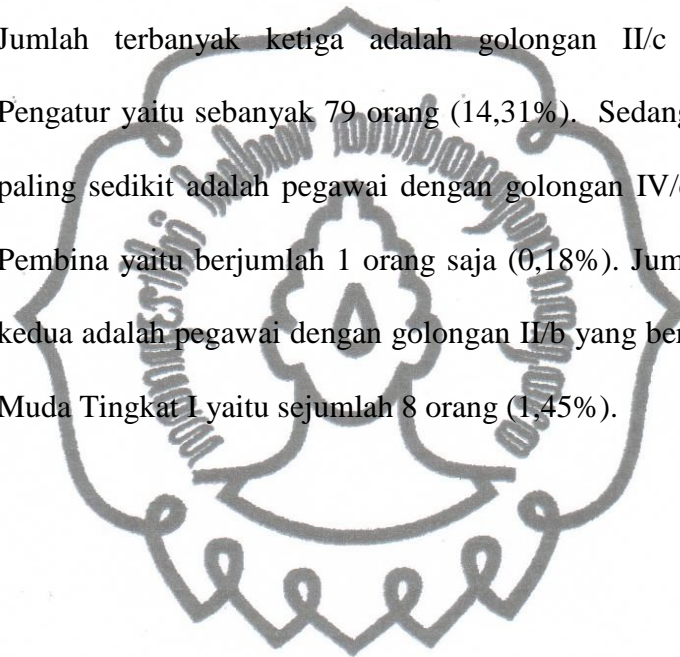 Jumlah terbanyak ketiga adalah golongan II/c
Pengatur yaitu sebanyak 79 orang (14,31%). Sedang
paling sedikit adalah pegawai dengan golongan IV/
Pembina yaitu berjumlah 1 orang saja (0,18%). Jum
kedua adalah pegawai dengan golongan II/b yang ber
Muda Tingkat I yaitu sejumlah 8 orang (1,45%).